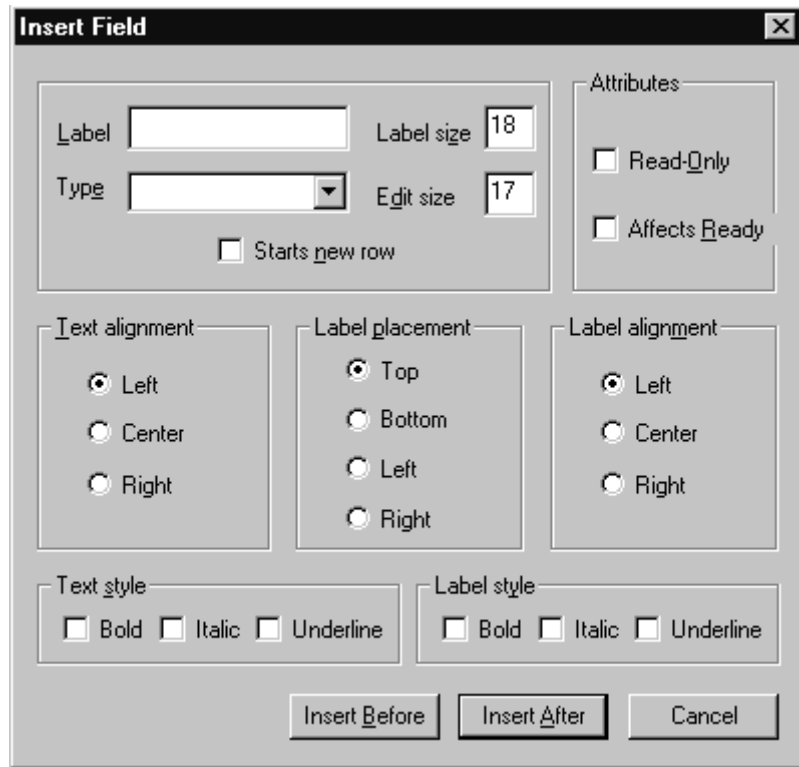 Insert Field
Attributes
Label
Label size 18
Read-Only
Type
Edit size 17
Affects Ready
Starts new row
Text alignment
Left
Center
Right
Label placement
Top
Bottom
Left
Right
Label alignment
Left
Center
Right
Text style
Bold Italic Underline
Label style
Bold Italic Underline
Insert Before Insert After Cancel